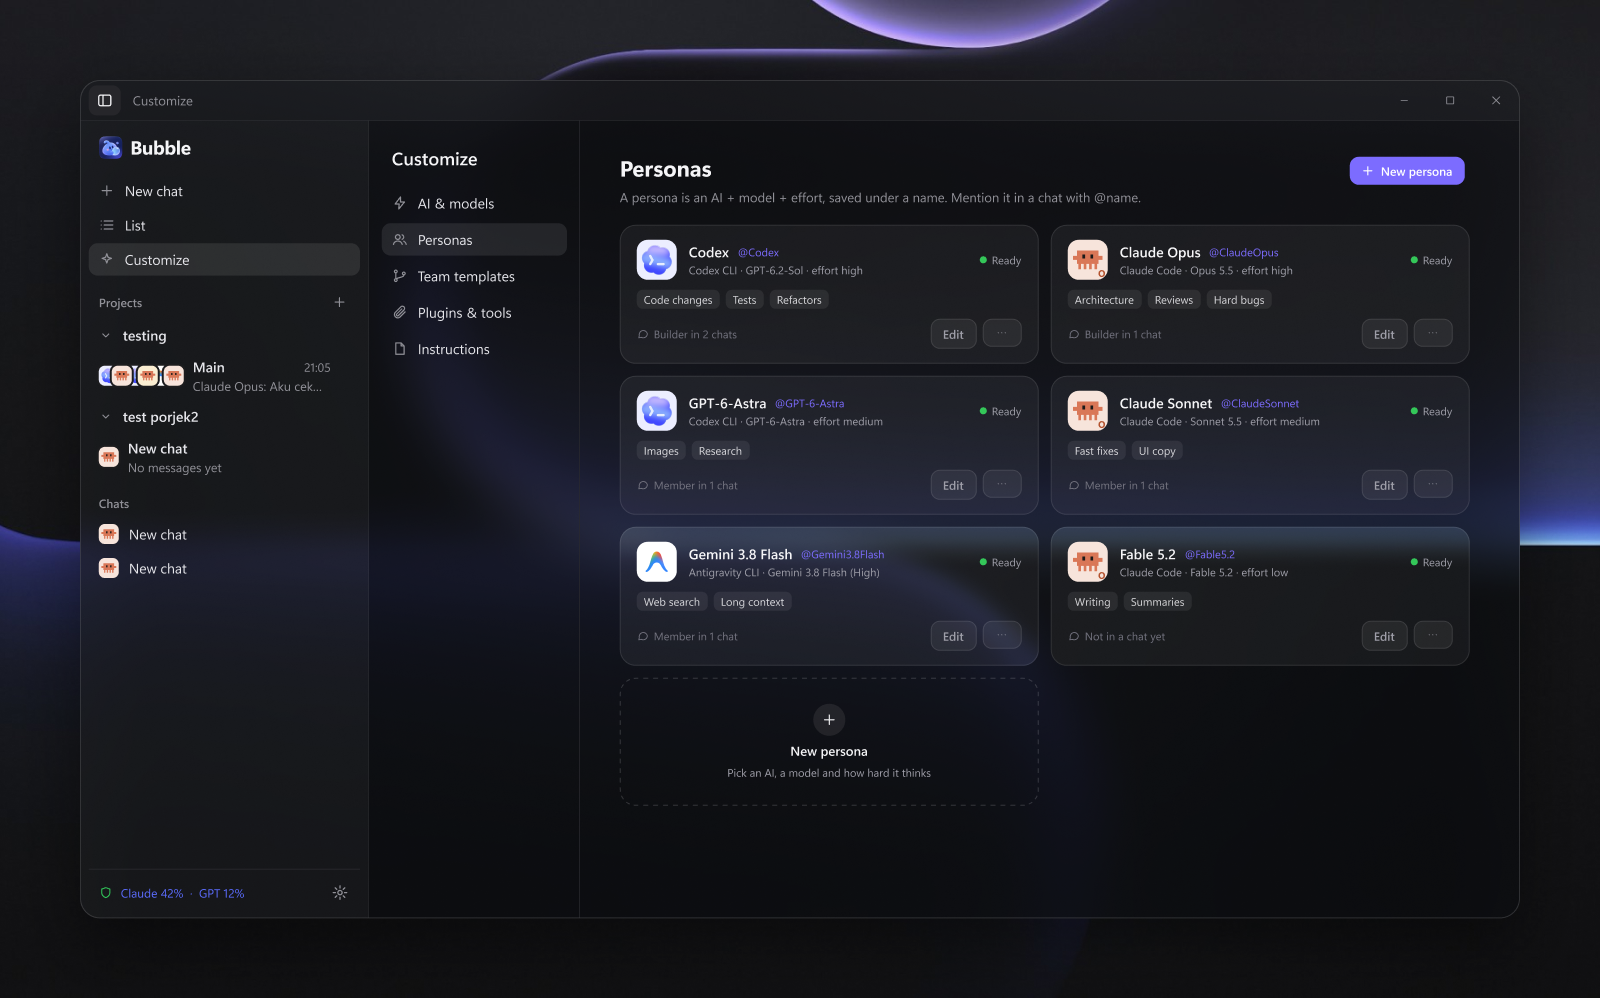 Customize
Bubble
New chat
List
Customize
Projects
testing
Main
21:05
Claude Opus: Aku cek...
test porjek2
New chat
No messages yet
Chats
New chat
New chat
Claude 42% · GPT 12%
Customize
AI & models
Personas
Team templates
Plugins & tools
Instructions
Personas
A persona is an AI + model + effort, saved under a name. Mention it in a chat with @name.
New persona
Codex @Codex
Codex CLI · GPT-6.2-Sol · effort high
Ready
Code changes Tests Refactors
Builder in 2 chats
Edit ...
Claude Opus @ClaudeOpus
Claude Code · Opus 5.5 · effort high
Ready
Architecture Reviews Hard bugs
Builder in 1 chat
Edit ...
GPT-6-Astra @GPT-6-Astra
Codex CLI · GPT-6-Astra · effort medium
Ready
Images Research
Member in 1 chat
Edit ...
Claude Sonnet @ClaudeSonnet
Claude Code · Sonnet 5.5 · effort medium
Ready
Fast fixes UI copy
Member in 1 chat
Edit ...
Gemini 3.8 Flash @Gemini3.8Flash
Antigravity CLI · Gemini 3.8 Flash (High)
Ready
Web search Long context
Member in 1 chat
Edit ...
Fable 5.2 @Fable5.2
Claude Code · Fable 5.2 · effort low
Ready
Writing Summaries
Not in a chat yet
Edit ...
New persona
Pick an AI, a model and how hard it thinks